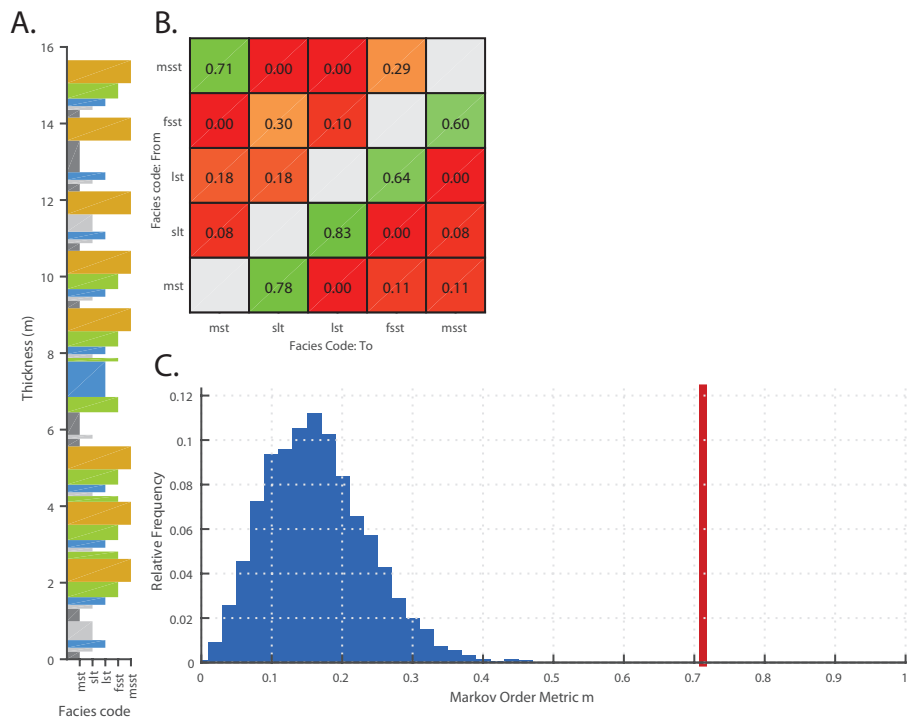 A.
16
14
12
10
8
6
4
2
0
Thickness (m)
mst
slt
lst
fsst
msst
Facies code
B.
msst 0.71 0.00 0.00 0.29
fsst 0.00 0.30 0.10 0.60
lst 0.18 0.18 0.64 0.00
slt 0.08 0.83 0.00 0.08
mst 0.78 0.00 0.11 0.11
mst slt lst fsst msst
Facies code: From
Facies Code: To
C.
0.12
0.1
0.08
0.06
0.04
0.02
0
Relative Frequency
0 0.1 0.2 0.3 0.4 0.5 0.6 0.7 0.8 0.9 1
Markov Order Metric m